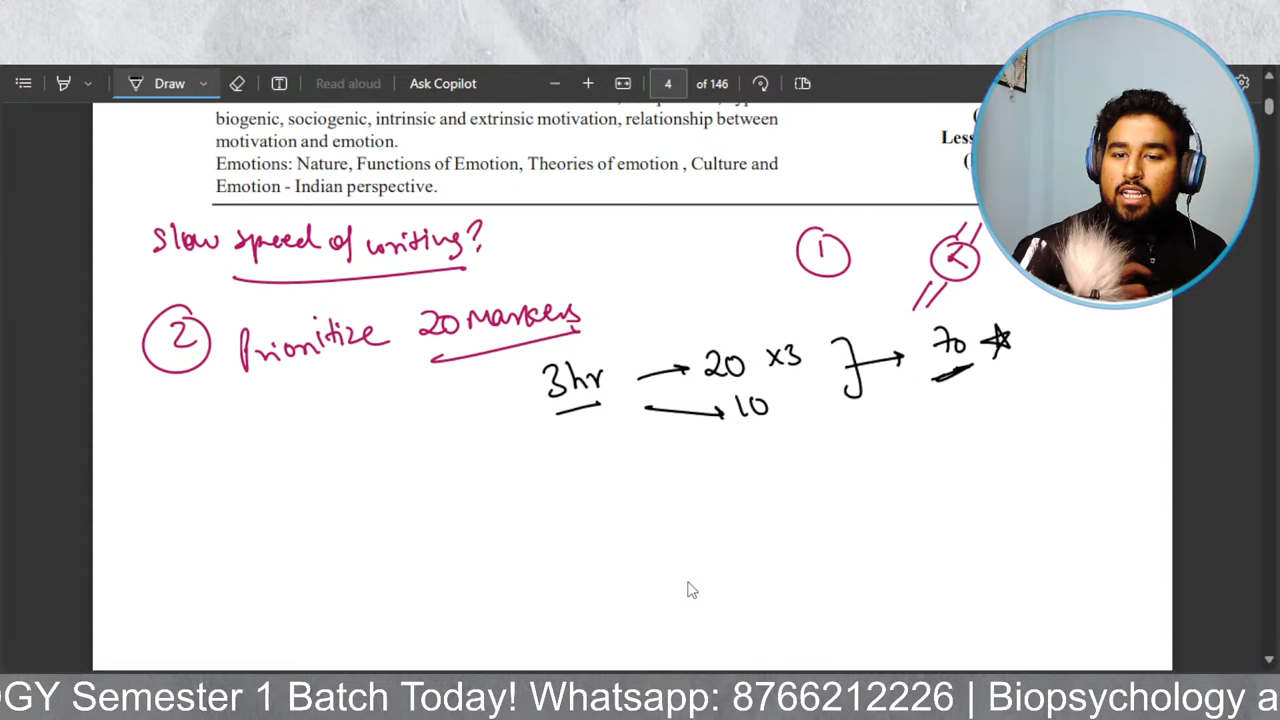 Draw
Read aloud
Ask Copilot
4
of 146
biogenic, sociogenic, intrinsic and extrinsic motivation, relationship between
motivation and emotion.
Less
Emotions: Nature, Functions of Emotion, Theories of emotion , Culture and
Emotion - Indian perspective.
Slow speed of writing?
1
2
2 Prioritize 20 Markers
3hr → 20 x3 → 70
→ 10
OGY Semester 1 Batch Today! Whatsapp: 8766212226 | Biopsychology a